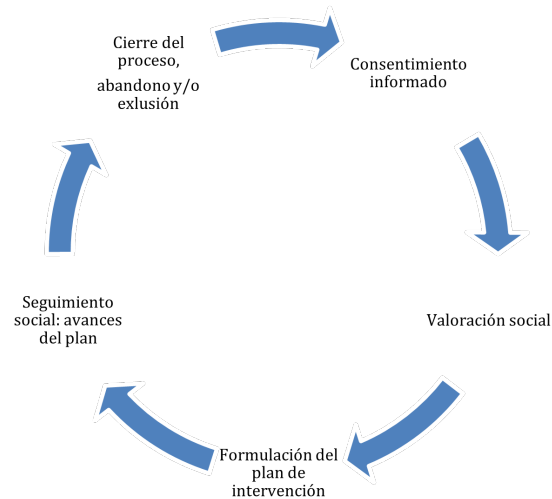 Cierre del
proceso,
abandono y/o
exlusión
Consentimiento
informado
Valoración social
Formulación del
plan de
intervención
Seguimiento
social: avances
del plan